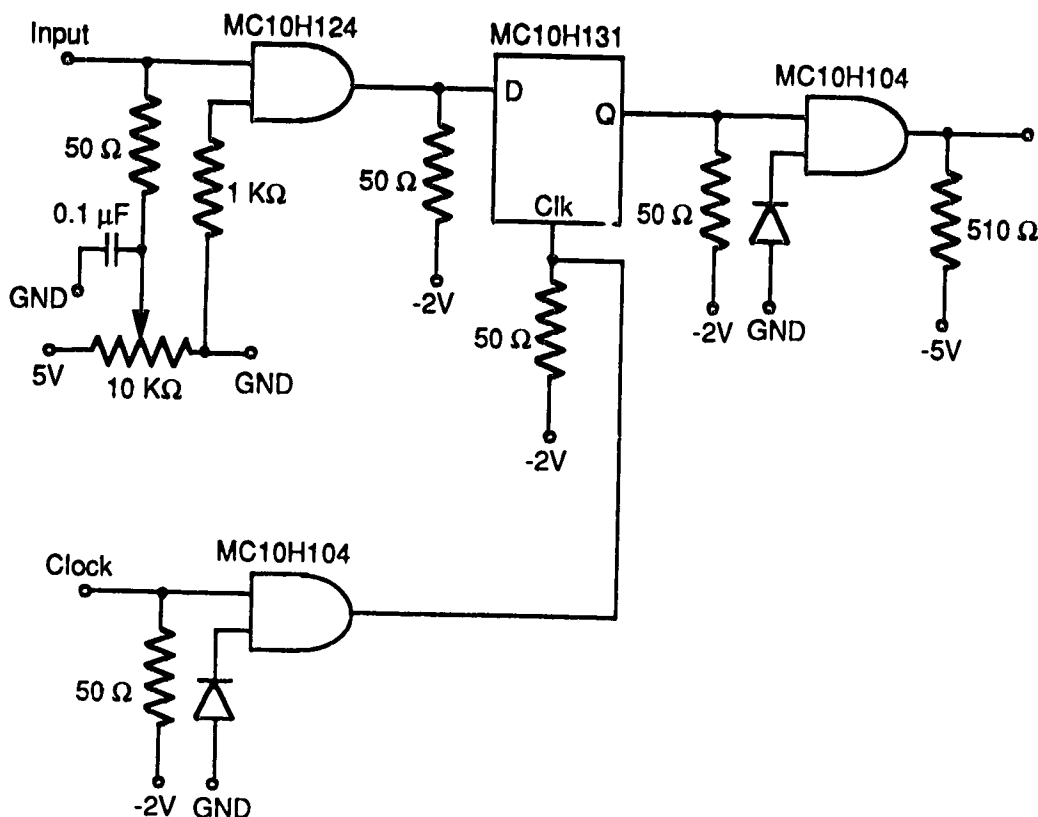 MC10H124
Input
MC10H131
MC10H104
D
Q
50 Ω
1 KΩ
50 Ω
50 Ω
510 Ω
0.1 µF
Clk
GND
-2V
-2V
GND
50 Ω
-5V
5V
10 KΩ
GND
-2V
MC10H104
Clock
50 Ω
-2V
GND